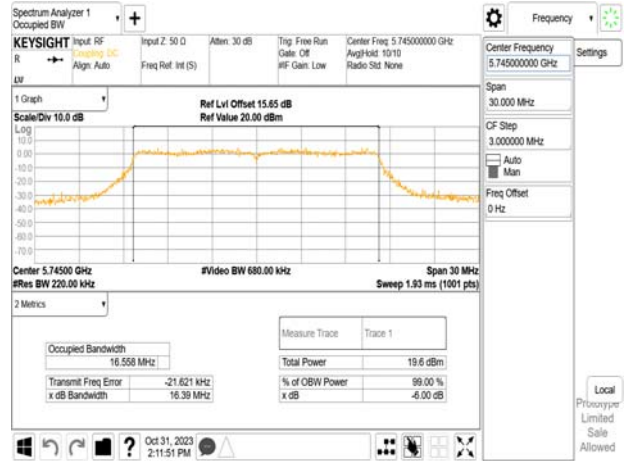 Spectrum Analyzer 1
Occupied BW
Frequency
KEYSIGHT
Input: RF
Coupling: DC
Align: Auto
Input Z: 50 Ω
Freq Ref: Int (S)
Atten: 30 dB
Trig: Free Run
Gate: Off
#IF Gain: Low
Center Freq: 5.745000000 GHz
Avg|Hold: 10/10
Radio Std: None
R
Center Frequency
5.745000000 GHz
Settings
Span
30.000 MHz
CF Step
3.000000 MHz
Auto
Man
Freq Offset
0 Hz
1 Graph
Scale/Div 10.0 dB
Ref Lvl Offset 15.65 dB
Ref Value 20.00 dBm
Log
10.0
0.00
-10.0
-20.0
-30.0
-40.0
-50.0
-60.0
-70.0
Center 5.74500 GHz
#Res BW 220.00 kHz
#Video BW 680.00 kHz
Span 30 MHz
Sweep 1.93 ms (1001 pts)
2 Metrics
Measure Trace
Trace 1
Occupied Bandwidth
16.558 MHz
Total Power
19.6 dBm
Transmit Freq Error
-21.621 kHz
% of OBW Power
99.00 %
x dB Bandwidth
16.39 MHz
x dB
-6.00 dB
Local
Prototype
Limited
Sale
Allowed
Oct 31, 2023
2:11:51 PM